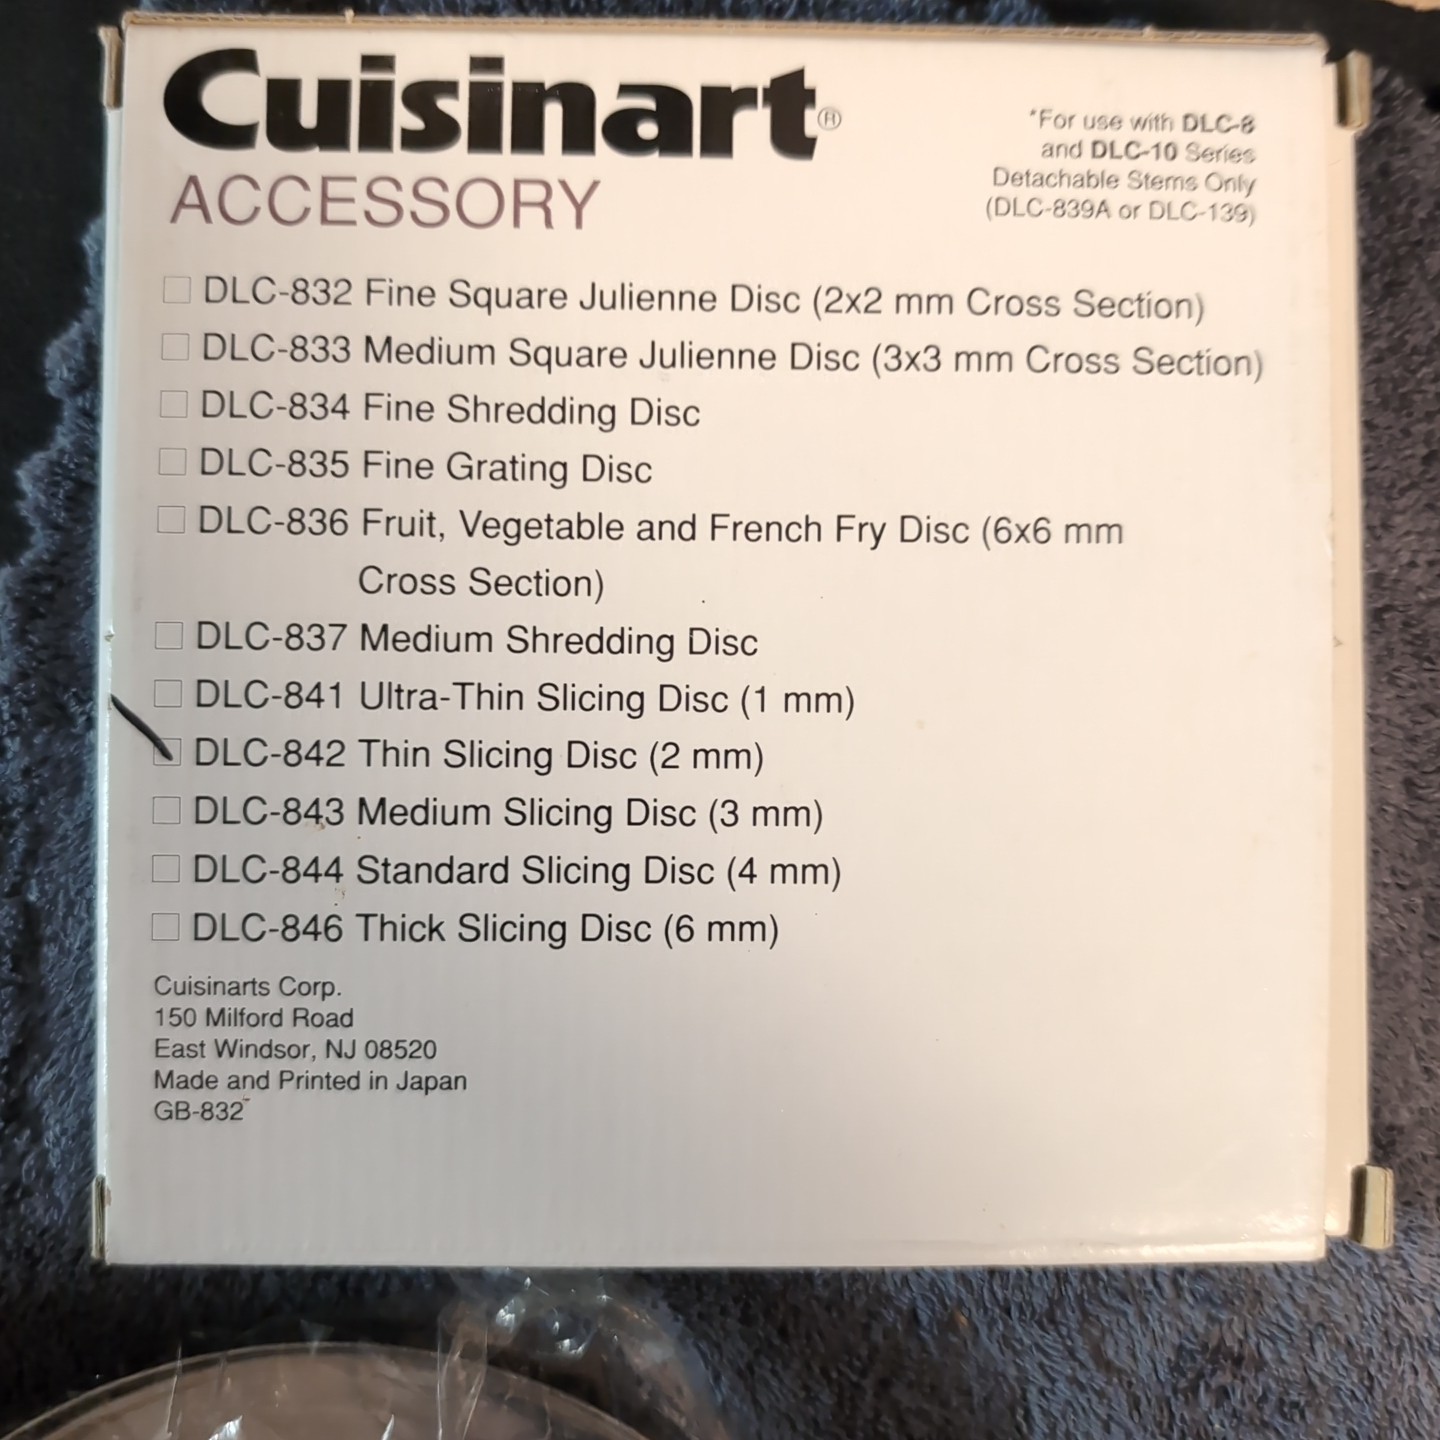 Cuisinart®
ACCESSORY
*For use with DLC-8
and DLC-10 Series
Detachable Stems Only
(DLC-839A or DLC-139)
DLC-832 Fine Square Julienne Disc (2x2 mm Cross Section)
DLC-833 Medium Square Julienne Disc (3x3 mm Cross Section)
DLC-834 Fine Shredding Disc
DLC-835 Fine Grating Disc
DLC-836 Fruit, Vegetable and French Fry Disc (6x6 mm
Cross Section)
DLC-837 Medium Shredding Disc
DLC-841 Ultra-Thin Slicing Disc (1 mm)
DLC-842 Thin Slicing Disc (2 mm)
DLC-843 Medium Slicing Disc (3 mm)
DLC-844 Standard Slicing Disc (4 mm)
DLC-846 Thick Slicing Disc (6 mm)
Cuisinarts Corp.
150 Milford Road
East Windsor, NJ 08520
Made and Printed in Japan
GB-832